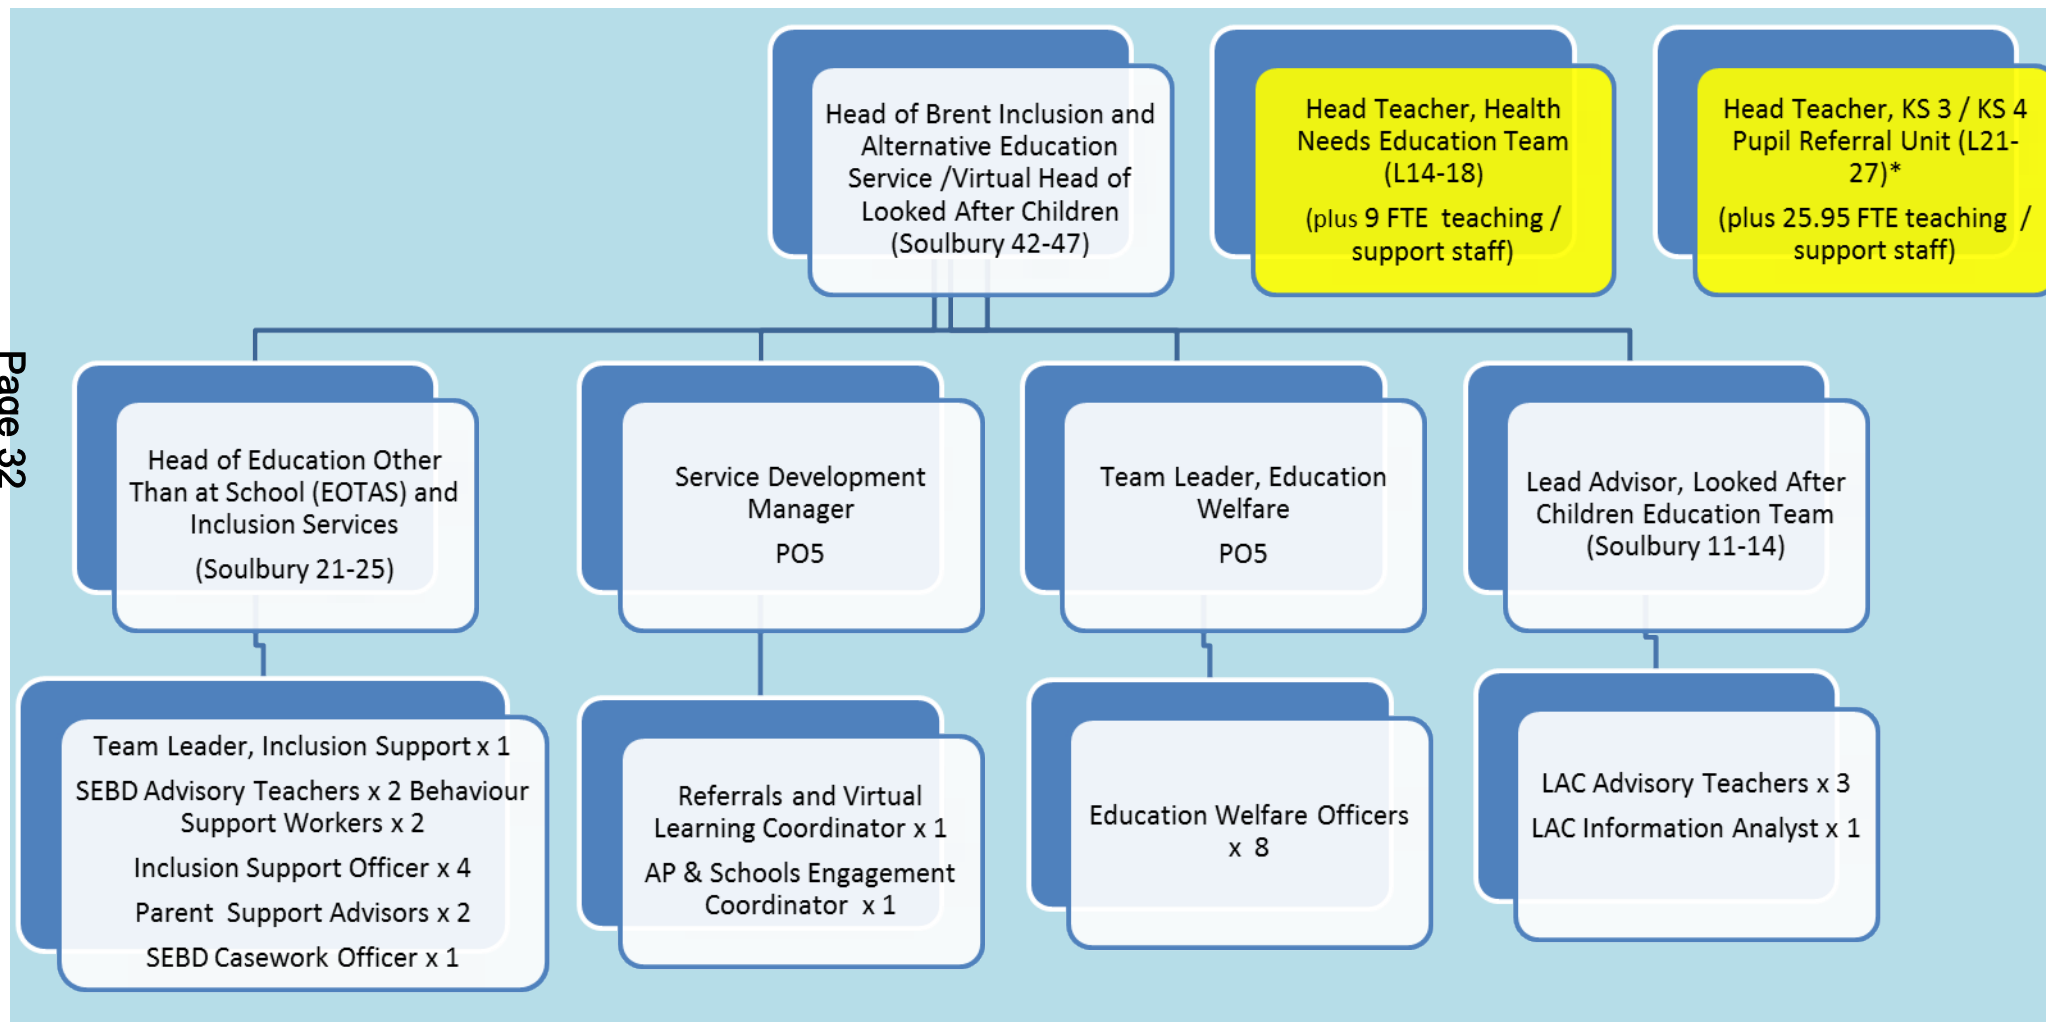 Head of Brent Inclusion and
Alternative Education
Service /Virtual Head of
Looked After Children
(Soulbury 42-47)
Head Teacher, Health
Needs Education Team
(L14-18)
(plus 9 FTE teaching /
support staff)
Head Teacher, KS 3 / KS 4
Pupil Referral Unit (L21-
27)*
(plus 25.95 FTE teaching /
support staff)
Page 32
Head of Education Other
Than at School (EOTAS) and
Inclusion Services
(Soulbury 21-25)
Service Development
Manager
PO5
Team Leader, Education
Welfare
PO5
Lead Advisor, Looked After
Children Education Team
(Soulbury 11-14)
Team Leader, Inclusion Support x 1
SEBD Advisory Teachers x 2 Behaviour
Support Workers x 2
Inclusion Support Officer x 4
Parent Support Advisors x 2
SEBD Casework Officer x 1
Referrals and Virtual
Learning Coordinator x 1
AP & Schools Engagement
Coordinator x 1
Education Welfare Officers
x 8
LAC Advisory Teachers x 3
LAC Information Analyst x 1